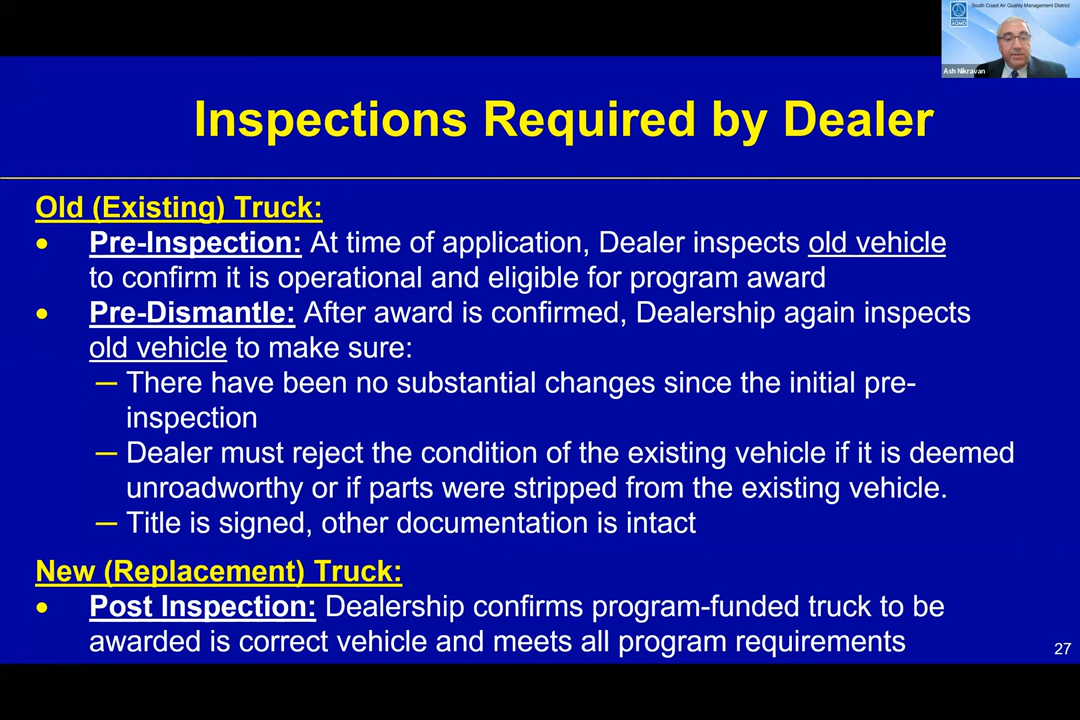 South Coast Air Quality Management District
Ash Nikravan
Inspections Required by Dealer
Old (Existing) Truck:
• Pre-Inspection: At time of application, Dealer inspects old vehicle
to confirm it is operational and eligible for program award
• Pre-Dismantle: After award is confirmed, Dealership again inspects
old vehicle to make sure:
— There have been no substantial changes since the initial pre-
inspection
— Dealer must reject the condition of the existing vehicle if it is deemed
unroadworthy or if parts were stripped from the existing vehicle.
— Title is signed, other documentation is intact
New (Replacement) Truck:
• Post Inspection: Dealership confirms program-funded truck to be
awarded is correct vehicle and meets all program requirements
27